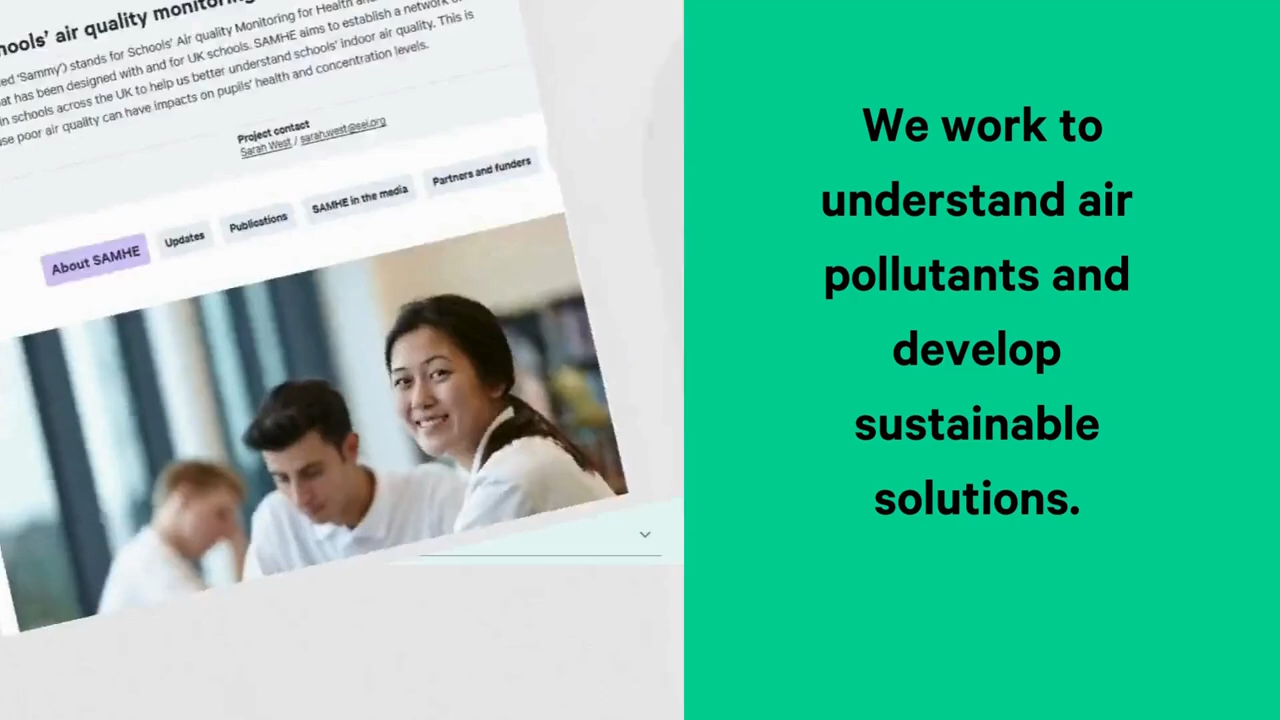 hools' air quality monitoring
ed 'Sammy') stands for Schools' Air quality Monitoring for Health and
at has been designed with and for UK schools. SAMHE aims to establish a network of
in schools across the UK to help us better understand schools' indoor air quality. This is
se poor air quality can have impacts on pupils' health and concentration levels.
Project contact
Sarah West / sarah.west@sei.org
About SAMHE
Updates
Publications
SAMHE in the media
Partners and funders
We work to
understand air
pollutants and
develop
sustainable
solutions.